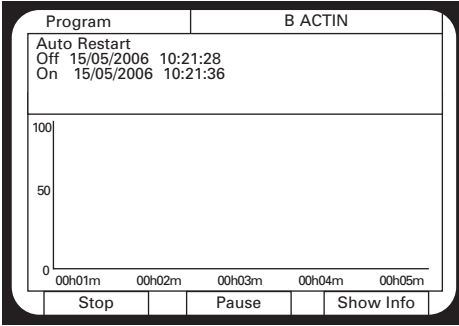 Program B ACTIN
Auto Restart
Off 15/05/2006 10:21:28
On 15/05/2006 10:21:36
100
50
0
00h01m 00h02m 00h03m 00h04m 00h05m
Stop Pause Show Info